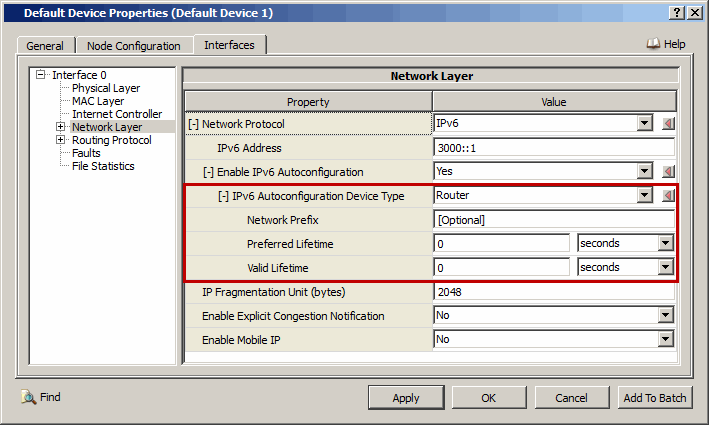 Default Device Properties (Default Device 1)
General Node Configuration Interfaces Help
Interface 0
Physical Layer
MAC Layer
Internet Controller
Network Layer
Routing Protocol
Faults
File Statistics
Network Layer
Property Value
[-] Network Protocol IPv6
IPv6 Address 3000::1
[-] Enable IPv6 Autoconfiguration Yes
[-] IPv6 Autoconfiguration Device Type Router
Network Prefix [Optional]
Preferred Lifetime 0 seconds
Valid Lifetime 0 seconds
IP Fragmentation Unit (bytes) 2048
Enable Explicit Congestion Notification No
Enable Mobile IP No
Find Apply OK Cancel Add To Batch